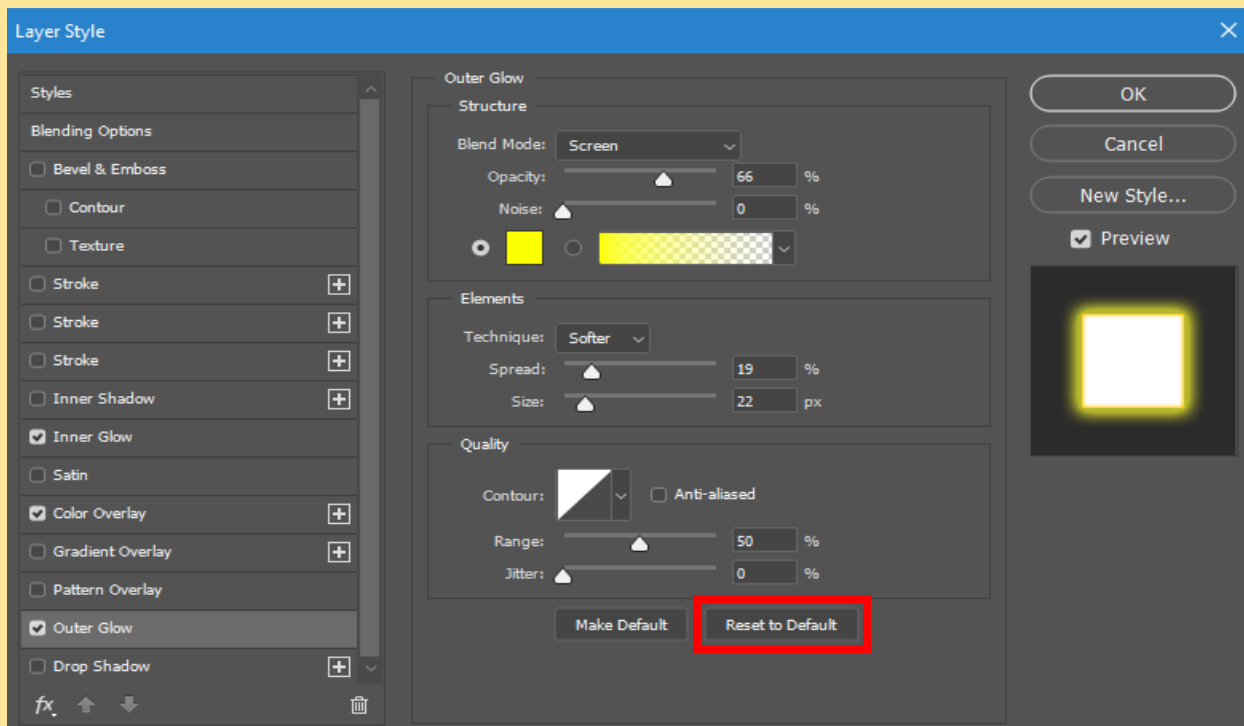 Layer Style
Styles
Blending Options
Bevel & Emboss
Contour
Texture
Stroke
Stroke
Stroke
Inner Shadow
Inner Glow
Satin
Color Overlay
Gradient Overlay
Pattern Overlay
Outer Glow
Drop Shadow
fx
Outer Glow
Structure
Blend Mode: Screen
Opacity: 66 %
Noise: 0 %
Elements
Technique: Softer
Spread: 19 %
Size: 22 px
Quality
Contour: Anti-aliased
Range: 50 %
Jitter: 0 %
Make Default Reset to Default
OK
Cancel
New Style...
Preview